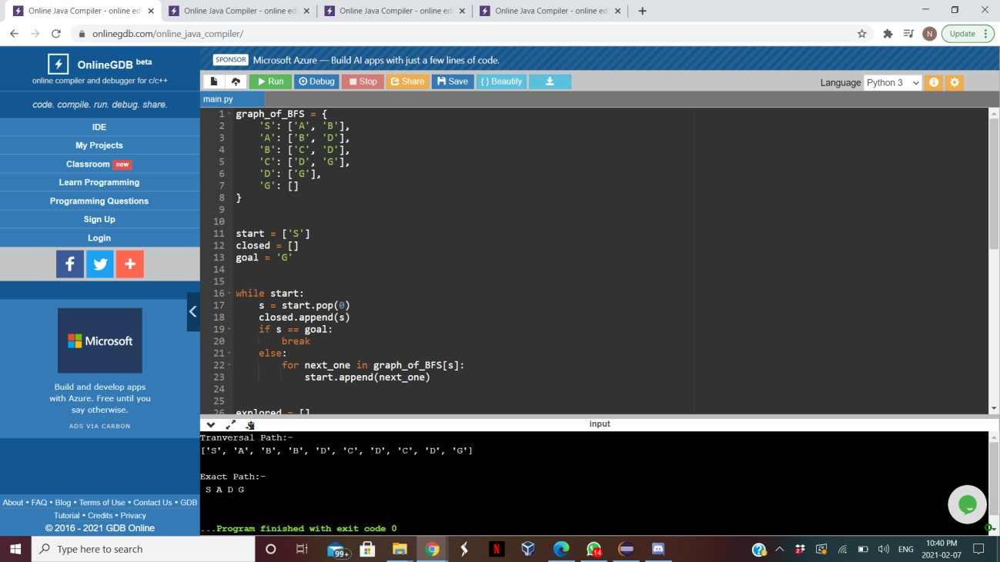 Online Java Compiler - online edi
Online Java Compiler - online edi
Online Java Compiler - online edi
Online Java Compiler - online edi
onlinegdb.com/online_java_compiler/
N
Update
OnlineGDB beta
online compiler and debugger for c/c++
code. compile. run. debug. share.
IDE
My Projects
Classroom new
Learn Programming
Programming Questions
Sign Up
Login
Microsoft
Build and develop apps
with Azure. Free until you
say otherwise.
ADS VIA CARBON
About • FAQ • Blog • Terms of Use • Contact Us • GDB
Tutorial • Credits • Privacy
© 2016 - 2021 GDB Online
SPONSOR Microsoft Azure — Build AI apps with just a few lines of code.
Run Debug Stop Share Save {} Beautify
Language Python 3
main.py
1 graph_of_BFS = {
2 'S': ['A', 'B'],
3 'A': ['B', 'D'],
4 'B': ['C', 'D'],
5 'C': ['D', 'G'],
6 'D': ['G'],
7 'G': []
8 }
9
10
11 start = ['S']
12 closed = []
13 goal = 'G'
14
15
16 while start:
17 s = start.pop(0)
18 closed.append(s)
19 if s == goal:
20 break
21 else:
22 for next_one in graph_of_BFS[s]:
23 start.append(next_one)
24
25
26 explored = []
input
Tranversal Path:-
['S', 'A', 'B', 'B', 'D', 'C', 'D', 'C', 'D', 'G']
Exact Path:-
S A D G
...Program finished with exit code 0
Type here to search
99+
N
14
2
ENG
10:40 PM
2021-02-07